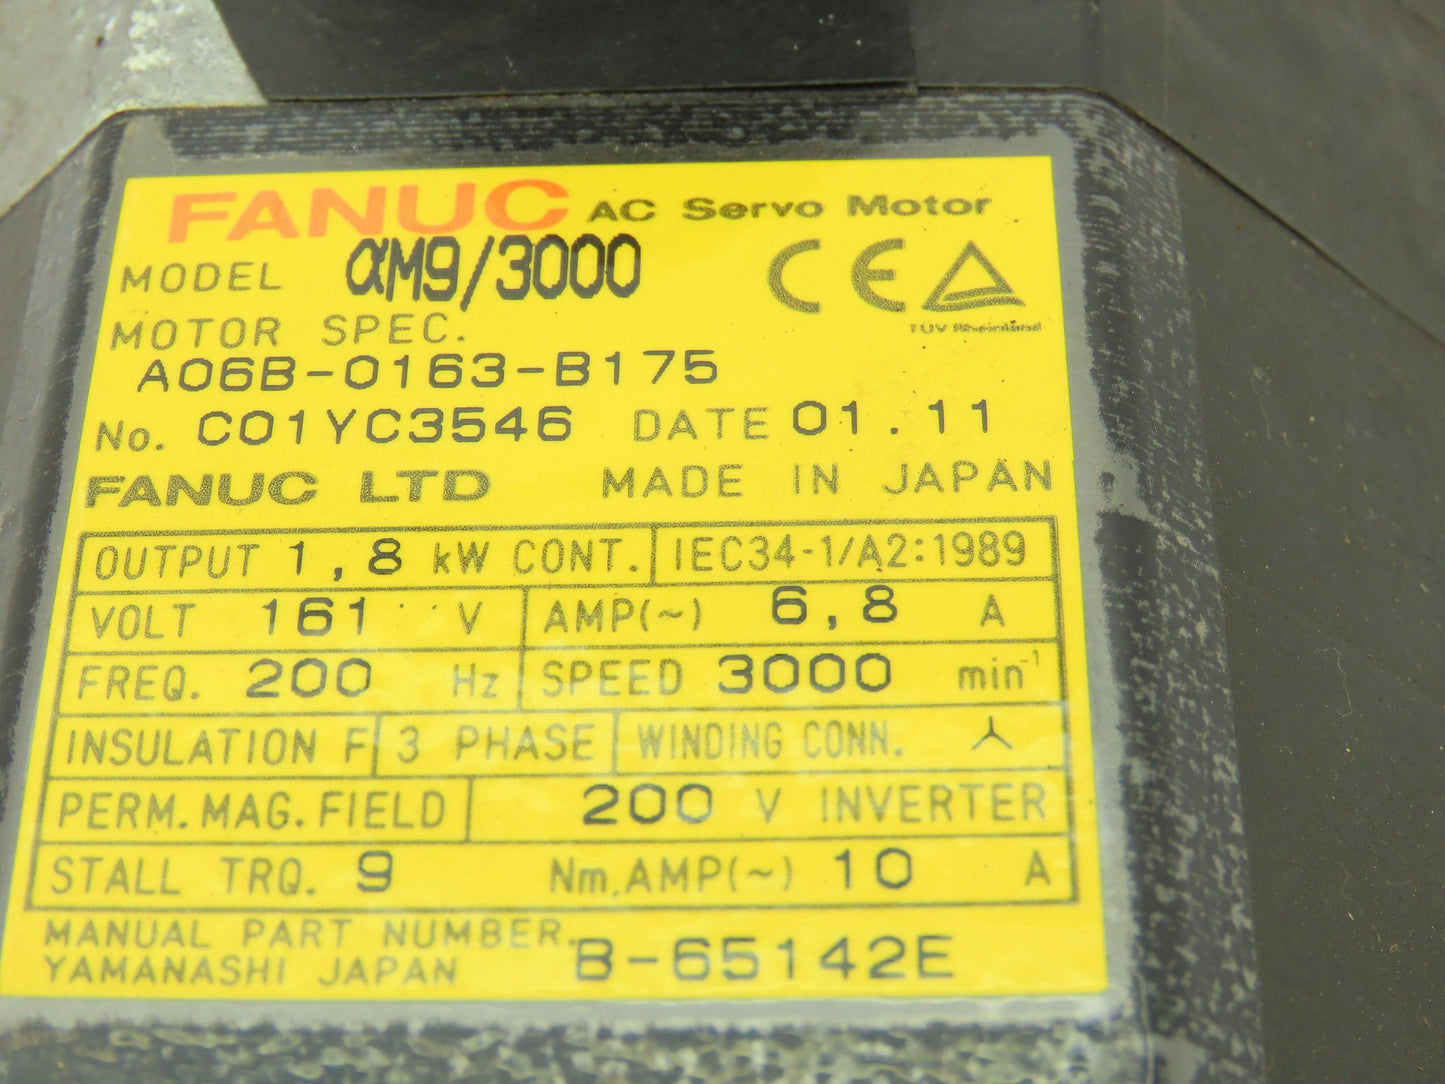 FANUC AC Servo Motor
MODEL αM9/3000
CE
TÜV Rheinland
MOTOR SPEC.
A06B-0163-B175
No. C01YC3546 DATE 01.11
FANUC LTD MADE IN JAPAN
OUTPUT 1,8 kW CONT. IEC34-1/A2:1989
VOLT 161 V AMP(~) 6,8 A
FREQ. 200 Hz SPEED 3000 min⁻¹
INSULATION F 3 PHASE WINDING CONN.
PERM.MAG.FIELD 200 V INVERTER
STALL TRQ. 9 Nm,AMP(~) 10 A
MANUAL PART NUMBER. B-65142E
YAMANASHI JAPAN